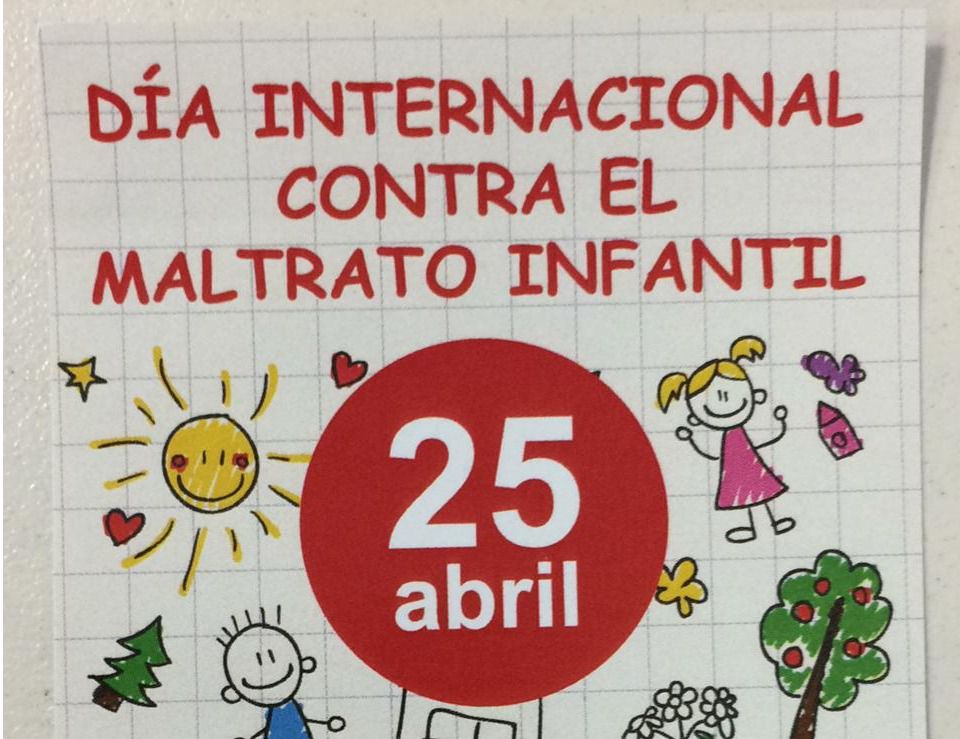 DÍA INTERNACIONAL
CONTRA EL
MALTRATO INFANTIL
25
abril